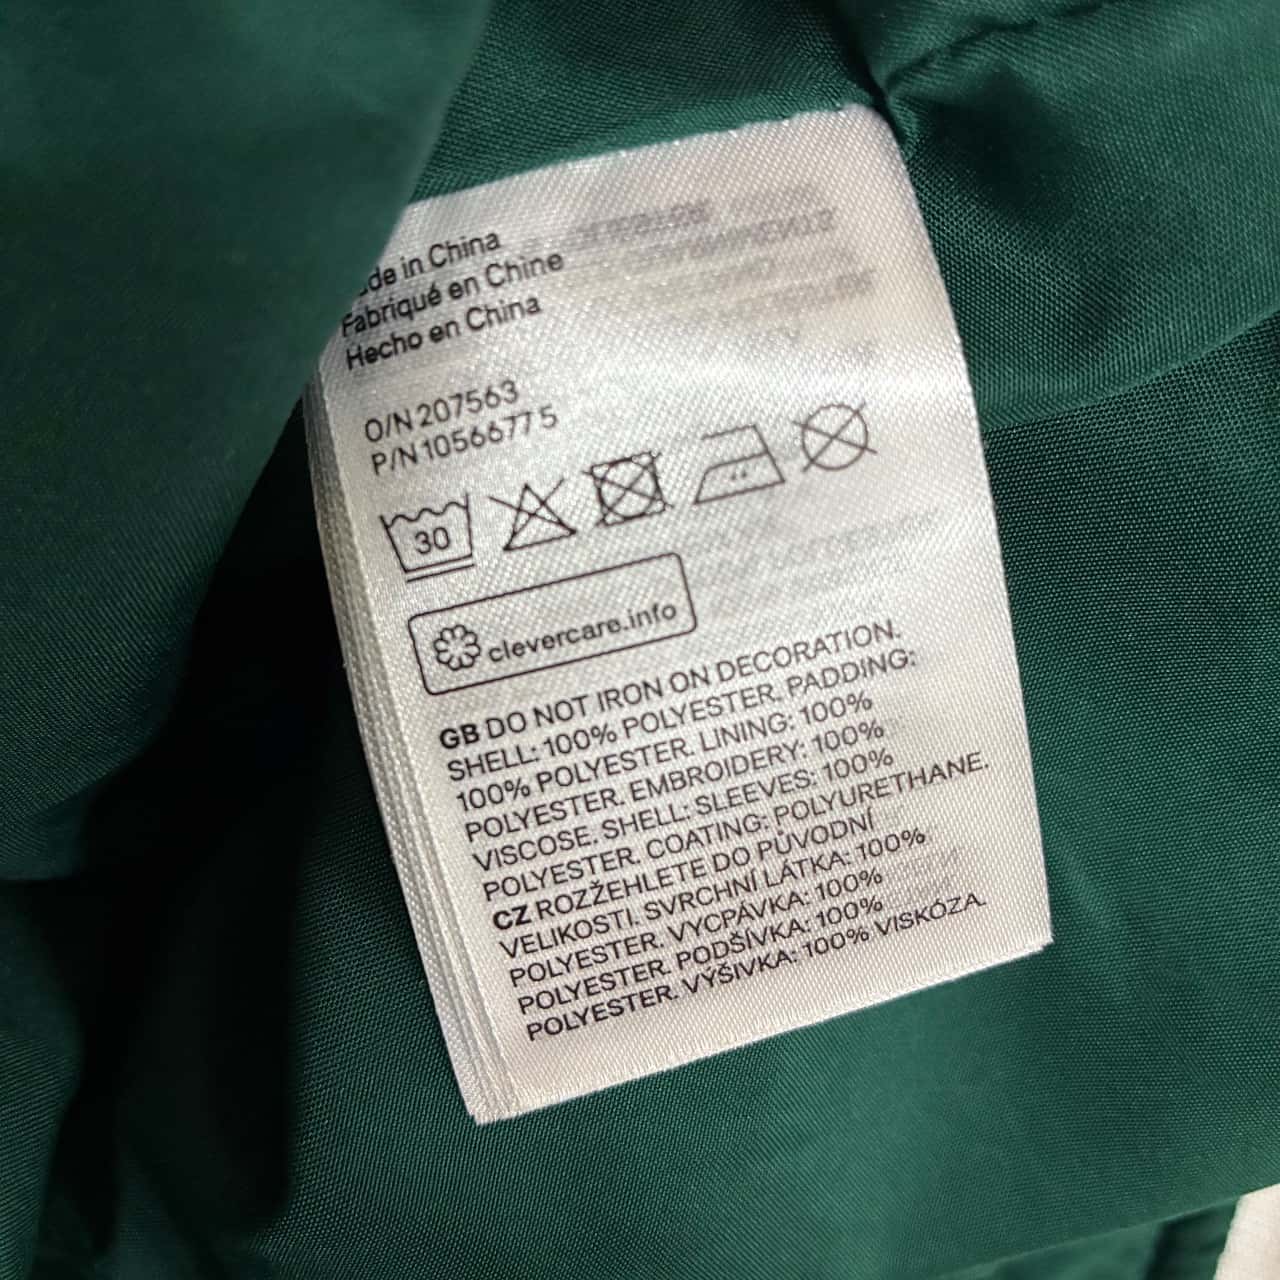 de in China
Fabriqué en Chine
Hecho en China
O/N 207563
P/N 10566775
30
clevercare.info
GB DO NOT IRON ON DECORATION.
SHELL: 100% POLYESTER. PADDING:
100% POLYESTER. LINING: 100%
POLYESTER. EMBROIDERY: 100%
VISCOSE. SHELL: SLEEVES: 100%
POLYESTER. COATING: POLYURETHANE.
CZ ROZŽEHLETE DO PŮVODNÍ
VELIKOSTI. SVRCHNÍ LÁTKA: 100%
POLYESTER. VYCPÁVKA: 100%
POLYESTER. PODŠÍVKA: 100%
POLYESTER. VÝŠIVKA: 100% VISKÓZA.